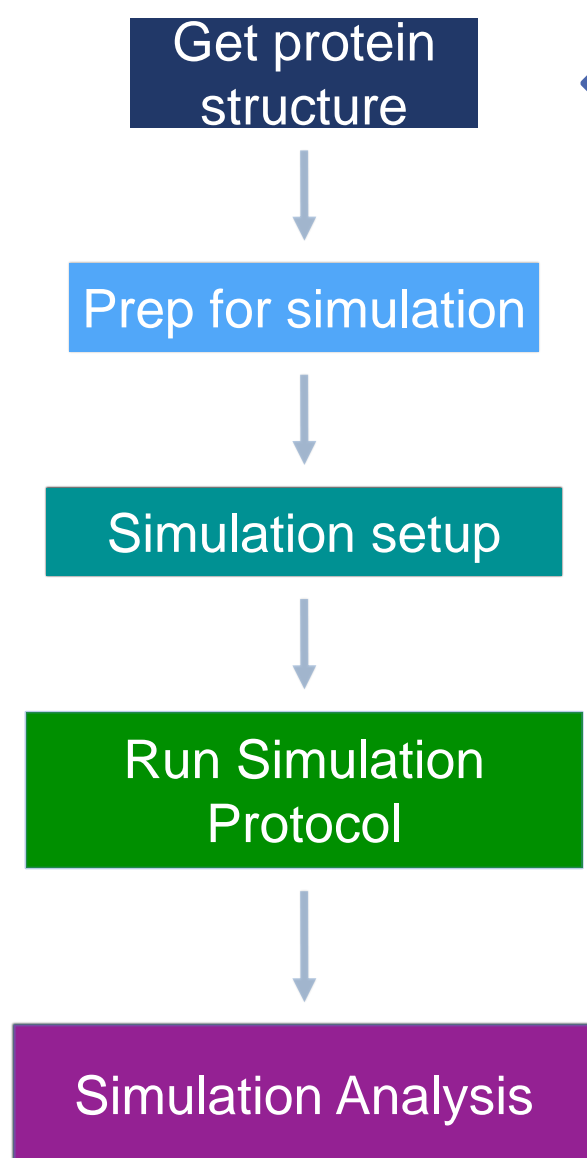 Get protein
structure
Prep for simulation
Simulation setup
Run Simulation
Protocol
Simulation Analysis